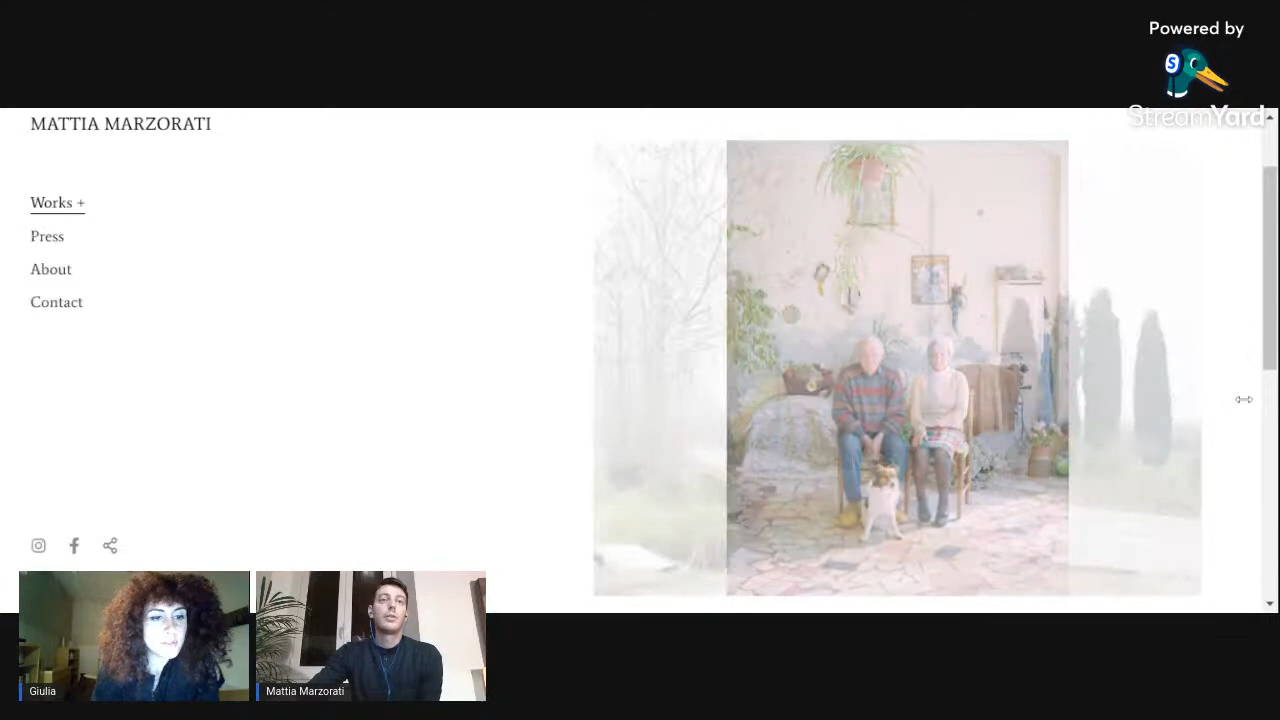 Powered by
S
StreamYard
MATTIA MARZORATI
Works +
Press
About
Contact
Giulia
Mattia Marzorati